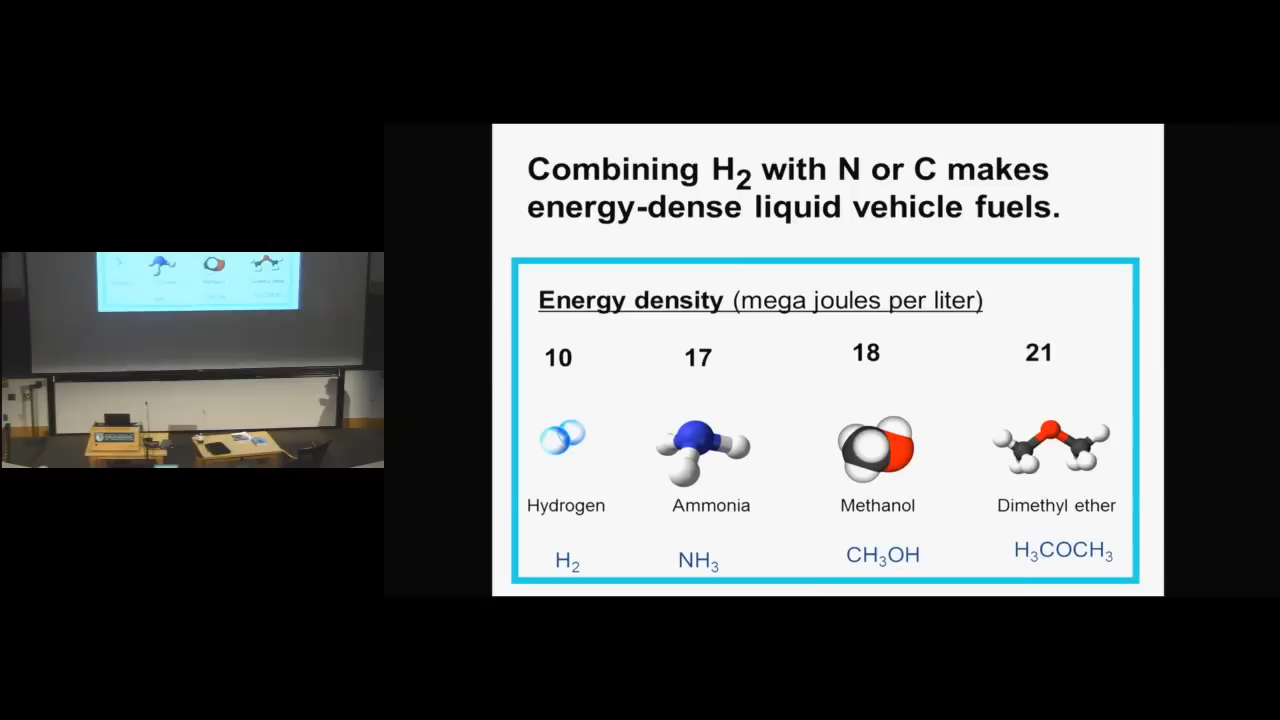 Combining H₂ with N or C makes
energy-dense liquid vehicle fuels.
Energy density (mega joules per liter)
10 17 18 21
Hydrogen Ammonia Methanol Dimethyl ether
H₂ NH₃ CH₃OH H₃COCH₃